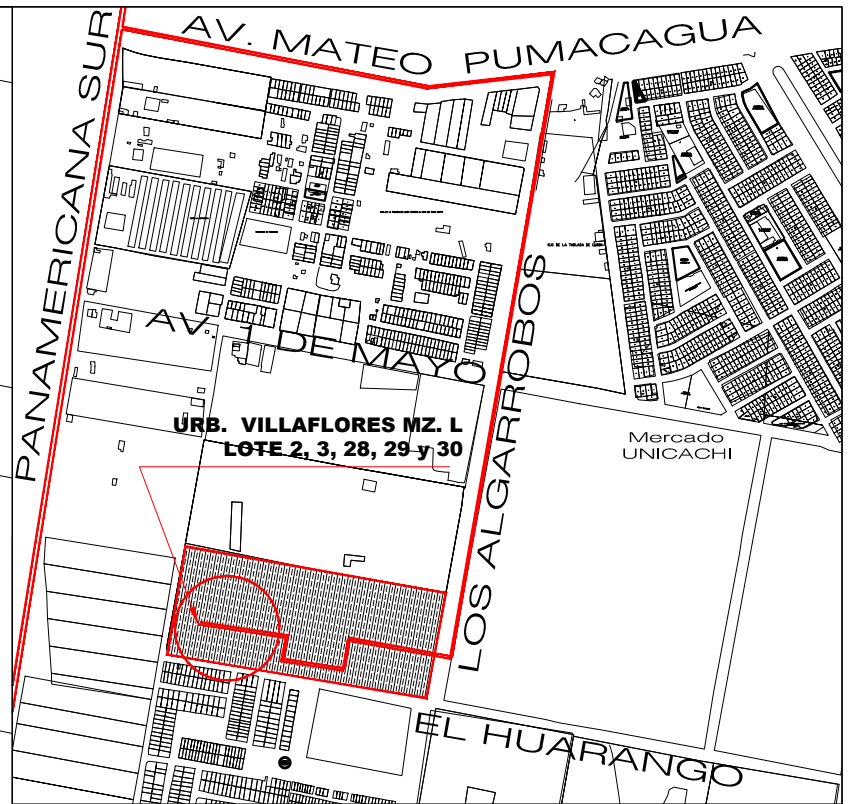 AV. MATEO PUMACAGUA
PANAMERICANA SUR
AV. 1 DE MAYO
URB. VILLAFLORES MZ. L
LOTE 2, 3, 28, 29 y 30
LOS ALGARROBOS
Mercado
UNICACHI
EL HUARANGO